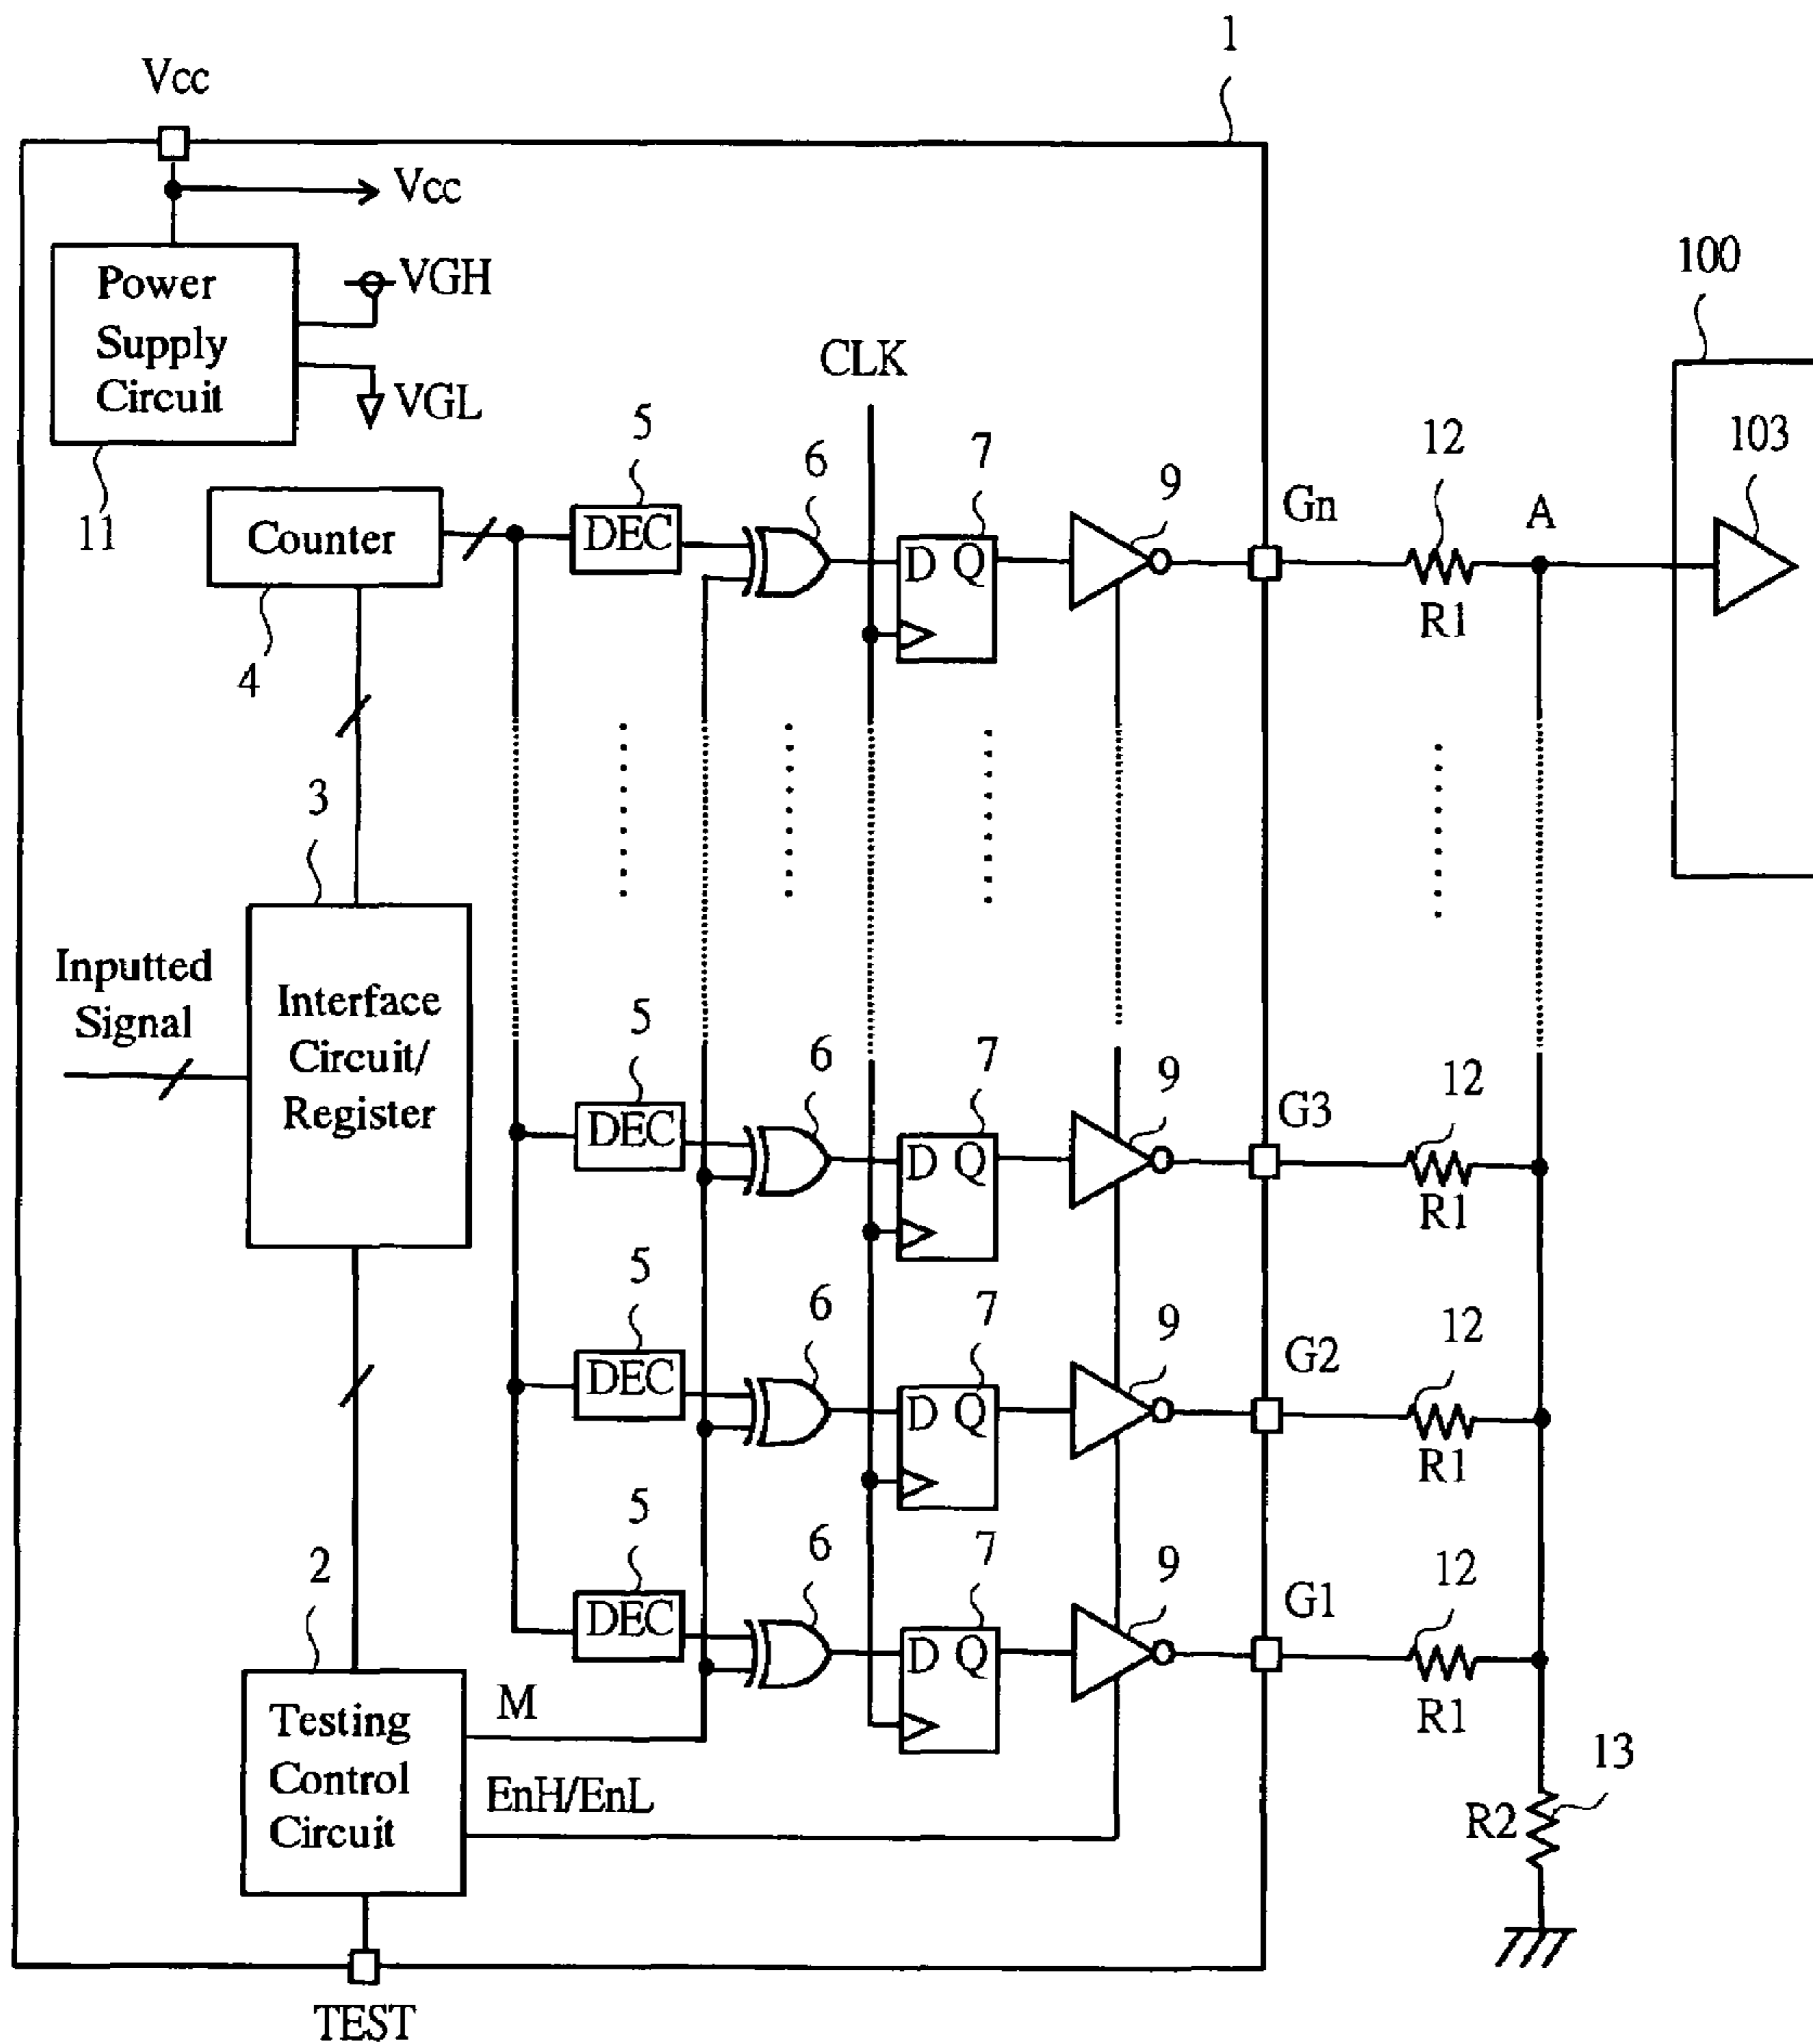 1
Vcc
Vcc
Power
Supply
Circuit
VGH
VGL
11
100
103
CLK
Counter
4
5
DEC
6
7
D Q
9
Gn
12
R1
A
3
Inputted
Signal
Interface
Circuit/
Register
5
DEC
6
7
D Q
9
G3
12
R1
5
DEC
6
7
D Q
9
G2
12
R1
5
DEC
6
7
D Q
9
G1
12
R1
2
Testing
Control
Circuit
M
EnH/EnL
13
R2
TEST